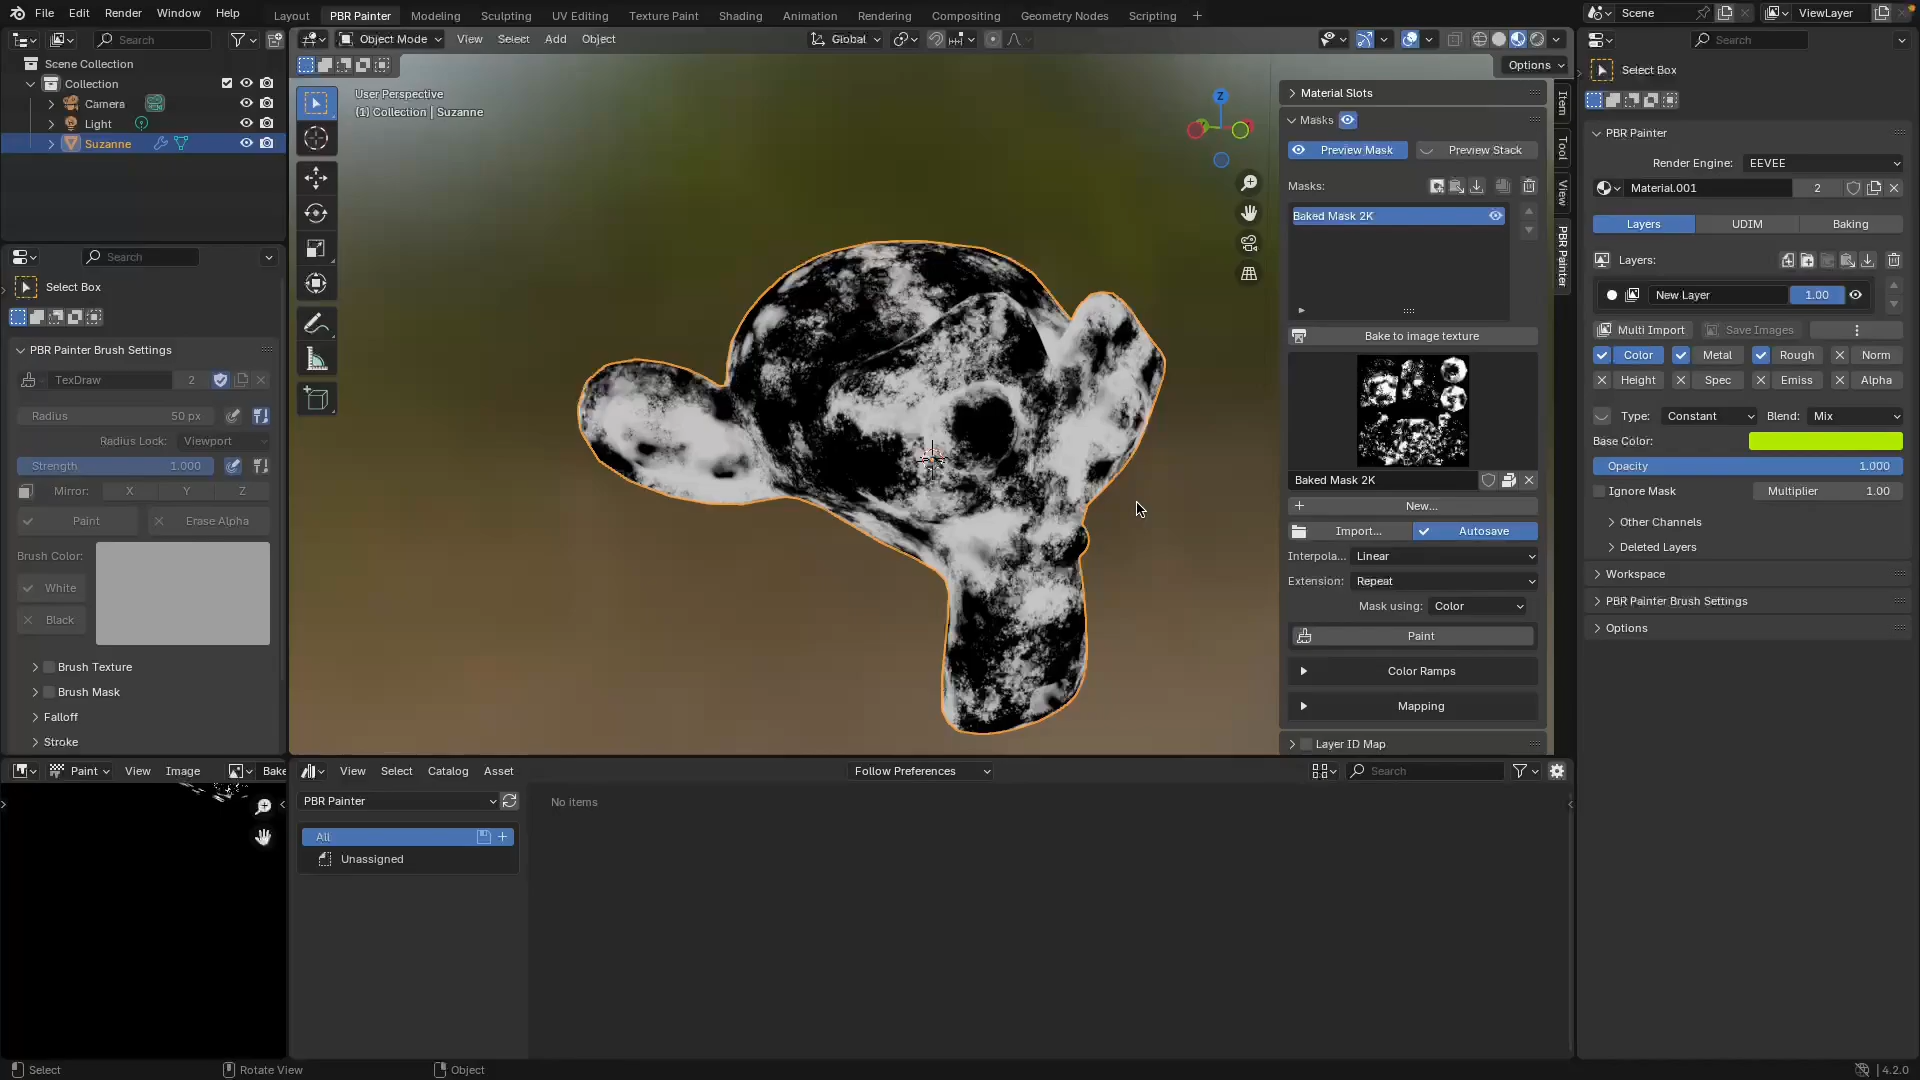 File Edit Render Window Help
Layout PBR Painter Modeling Sculpting UV Editing Texture Paint Shading Animation Rendering Compositing Geometry Nodes Scripting +
Scene
ViewLayer
Search
Scene Collection
Collection
Camera
Light
Suzanne
Object Mode View Select Add Object
Global
Options
User Perspective
(1) Collection | Suzanne
Z
Search
Select Box
PBR Painter Brush Settings
TexDraw 2
Radius 50 px
Radius Lock: Viewport
Strength 1.000
Mirror: X Y Z
Paint Erase Alpha
Brush Color:
White
Black
Brush Texture
Brush Mask
Falloff
Stroke
Material Slots
Masks
Preview Mask Preview Stack
Masks:
Baked Mask 2K
Bake to image texture
Baked Mask 2K
New...
Import... Autosave
Interpola... Linear
Extension: Repeat
Mask using: Color
Paint
Color Ramps
Mapping
Layer ID Map
Item
Tool
View
PBR Painter
Search
Select Box
PBR Painter
Render Engine: EEVEE
Material.001 2
Layers UDIM Baking
Layers:
New Layer 1.00
Multi Import Save Images
Color Metal Rough Norm
Height Spec Emiss Alpha
Type: Constant Blend: Mix
Base Color:
Opacity 1.000
Ignore Mask Multiplier 1.00
Other Channels
Deleted Layers
Workspace
PBR Painter Brush Settings
Options
Paint View Image Bake
View Select Catalog Asset
Follow Preferences
Search
PBR Painter
All
Unassigned
No items
Select Rotate View Object
4.2.0